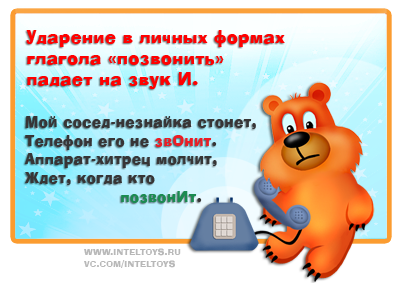 Ударение в личных формах
глагола «позвонить»
падает на звук И.
Мой сосед-незнайка стонет,
Телефон его не звОнит.
Аппарат-хитрец молчит,
Ждет, когда кто
позвонИт.
WWW.INTELTOYS.RU
VC.COM/INTELTOYS